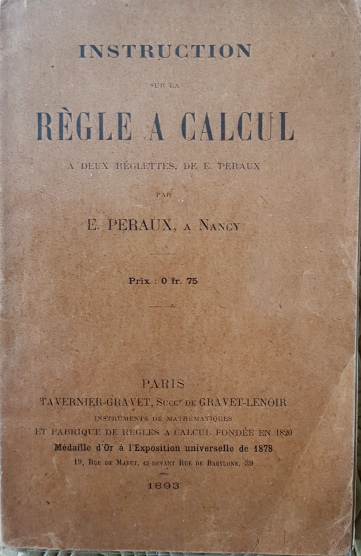 INSTRUCTION
SUR LA
RÈGLE A CALCUL
A DEUX RÉGLETTES, DE E. PERAUX
PAR
E. PERAUX, A NANCY
Prix : 0 fr. 75
PARIS
TAVERNIER-GRAVET, SUCCr DE GRAVET-LENOIR
INSTRUMENTS DE MATHÉMATIQUES
ET FABRIQUE DE RÈGLES A CALCUL FONDÉE EN 1820
Médaille d'Or à l'Exposition universelle de 1878
19, RUE DE MAYET, CI-DEVANT RUE DE BABYLONE, 39
1893